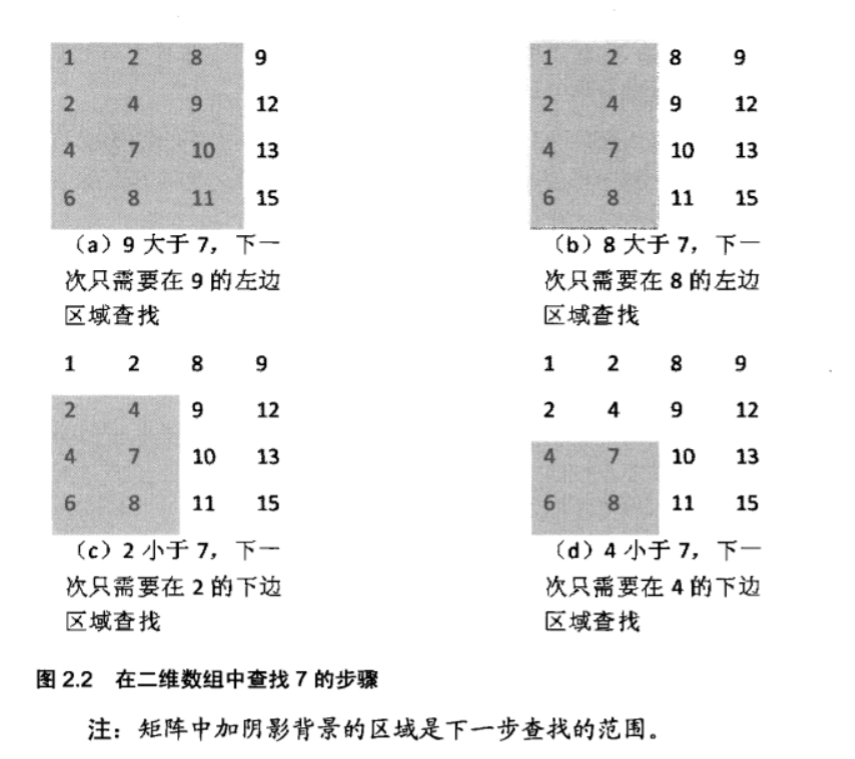 1 2 8 9
2 4 9 12
4 7 10 13
6 8 11 15
（a）9 大于 7，下一
次只需要在 9 的左边
区域查找
1 2 8 9
2 4 9 12
4 7 10 13
6 8 11 15
（b）8 大于 7，下一
次只需要在 8 的左边
区域查找
1 2 8 9
2 4 9 12
4 7 10 13
6 8 11 15
（c）2 小于 7，下一
次只需要在 2 的下边
区域查找
1 2 8 9
2 4 9 12
4 7 10 13
6 8 11 15
（d）4 小于 7，下一
次只需要在 4 的下边
区域查找
图 2.2 在二维数组中查找 7 的步骤
注：矩阵中加阴影背景的区域是下一步查找的范围。